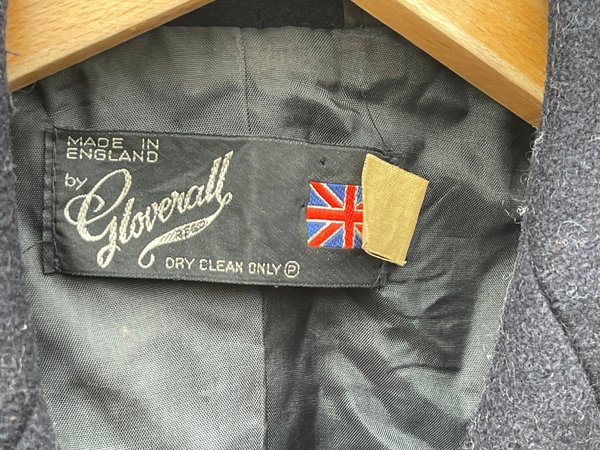 MADE IN
ENGLAND
by Gloverall
REGD
DRY CLEAN ONLY Ⓟ